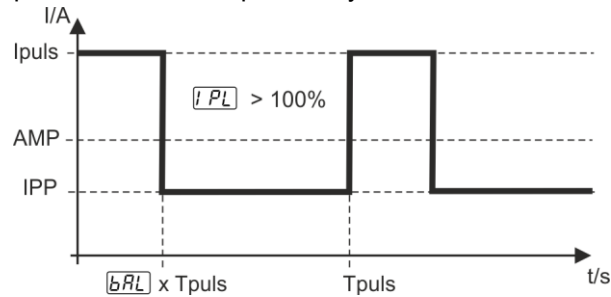 I/A
Ipuls
IPL > 100%
AMP
IPP
t/s
bAL x Tpuls
Tpuls